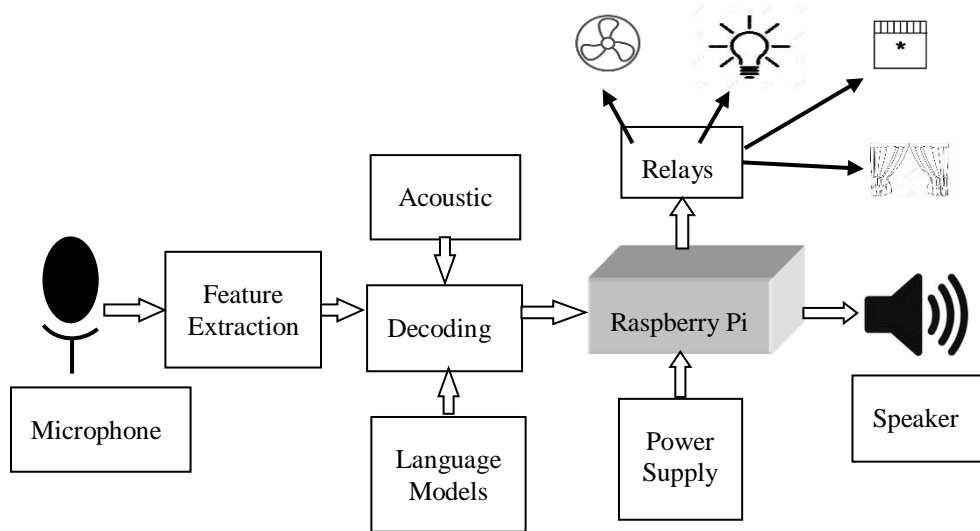 *
Relays
Acoustic
Feature
Extraction
Decoding
Raspberry Pi
Microphone
Language
Models
Power
Supply
Speaker